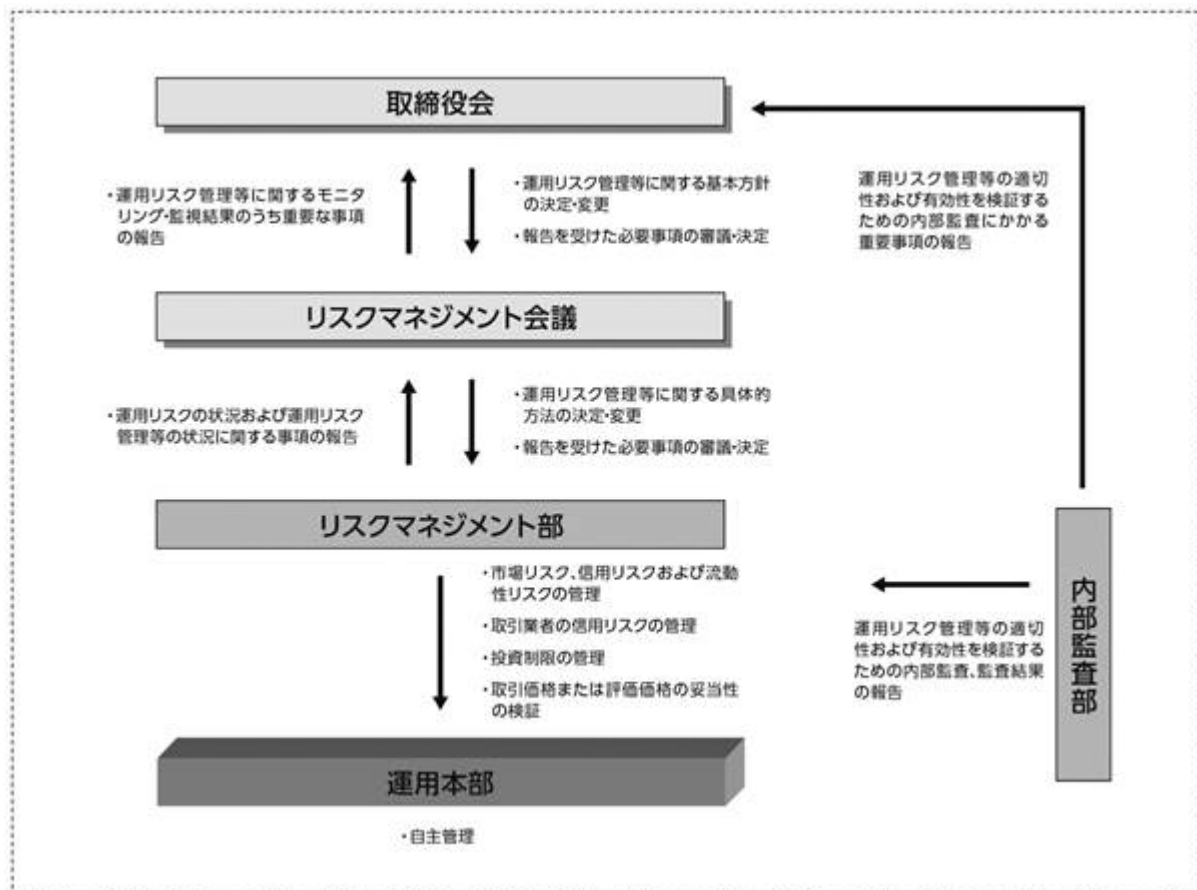 取締役会
・運用リスク管理等に関するモニタ
リング・監視結果のうち重要な事項
の報告
・運用リスク管理等に関する基本方針
の決定・変更
・報告を受けた必要事項の審議・決定
運用リスク管理等の適切
性および有効性を検証す
るための内部監査にかかる
重要事項の報告
リスクマネジメント会議
・運用リスクの状況および運用リスク
管理等の状況に関する事項の報告
・運用リスク管理等に関する具体的
方法の決定・変更
・報告を受けた必要事項の審議・決定
リスクマネジメント部
・市場リスク、信用リスクおよび流動
性リスクの管理
・取引業者の信用リスクの管理
・投資制限の管理
・取引価格または評価価格の妥当性
の検証
運用リスク管理等の適切
性および有効性を検証する
ための内部監査、監査結果
の報告
内部監査部
運用本部
・自主管理